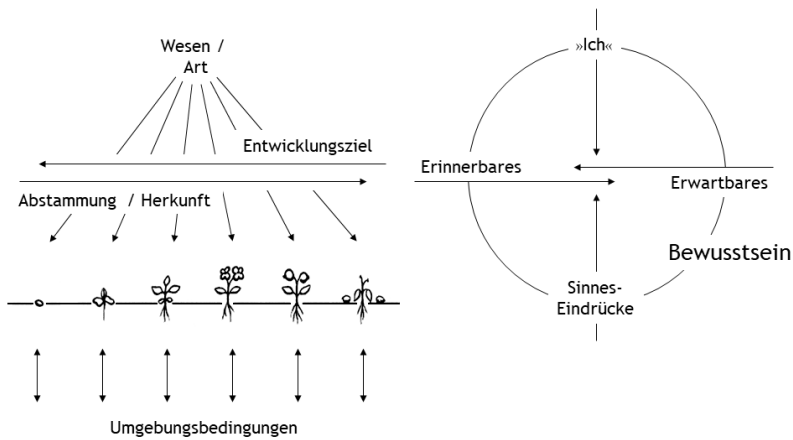 Wesen /
Art
Entwicklungsziel
Abstammung / Herkunft
Umgebungsbedingungen
»Ich«
Erinnerbares
Erwartbares
Bewusstsein
Sinnes-
Eindrücke